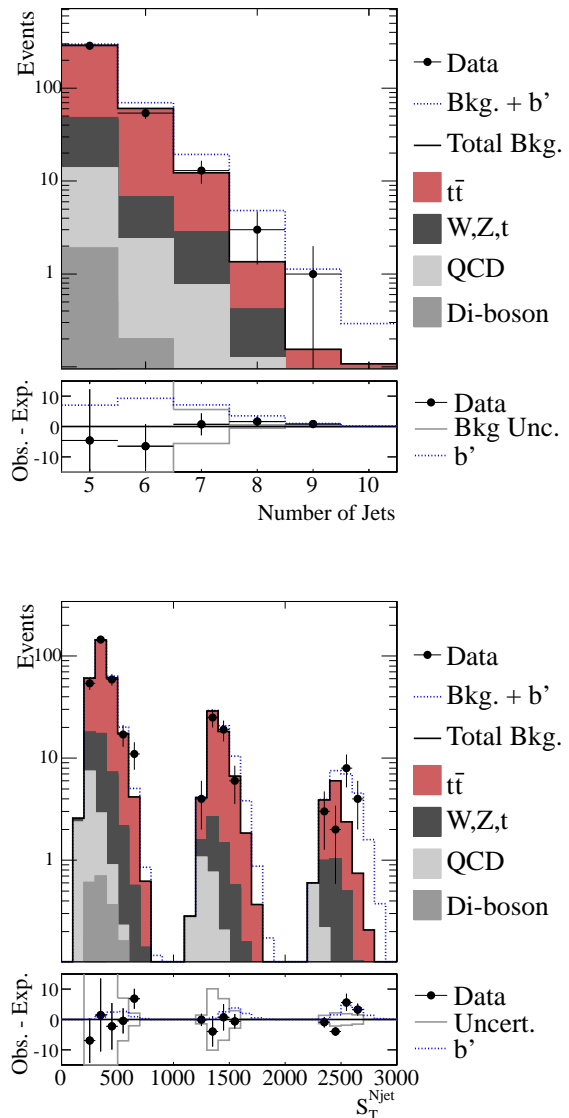 Events
100
10
1
Data
Bkg. + b’
Total Bkg.
tt̄
W,Z,t
QCD
Di-boson
Obs. - Exp.
10
0
-10
Data
Bkg Unc.
b’
5 6 7 8 9 10
Number of Jets
Events
100
10
1
Data
Bkg. + b’
Total Bkg.
tt̄
W,Z,t
QCD
Di-boson
Obs. - Exp.
10
0
-10
Data
Uncert.
b’
0 500 1000 1500 2000 2500 3000
S_T^Njet